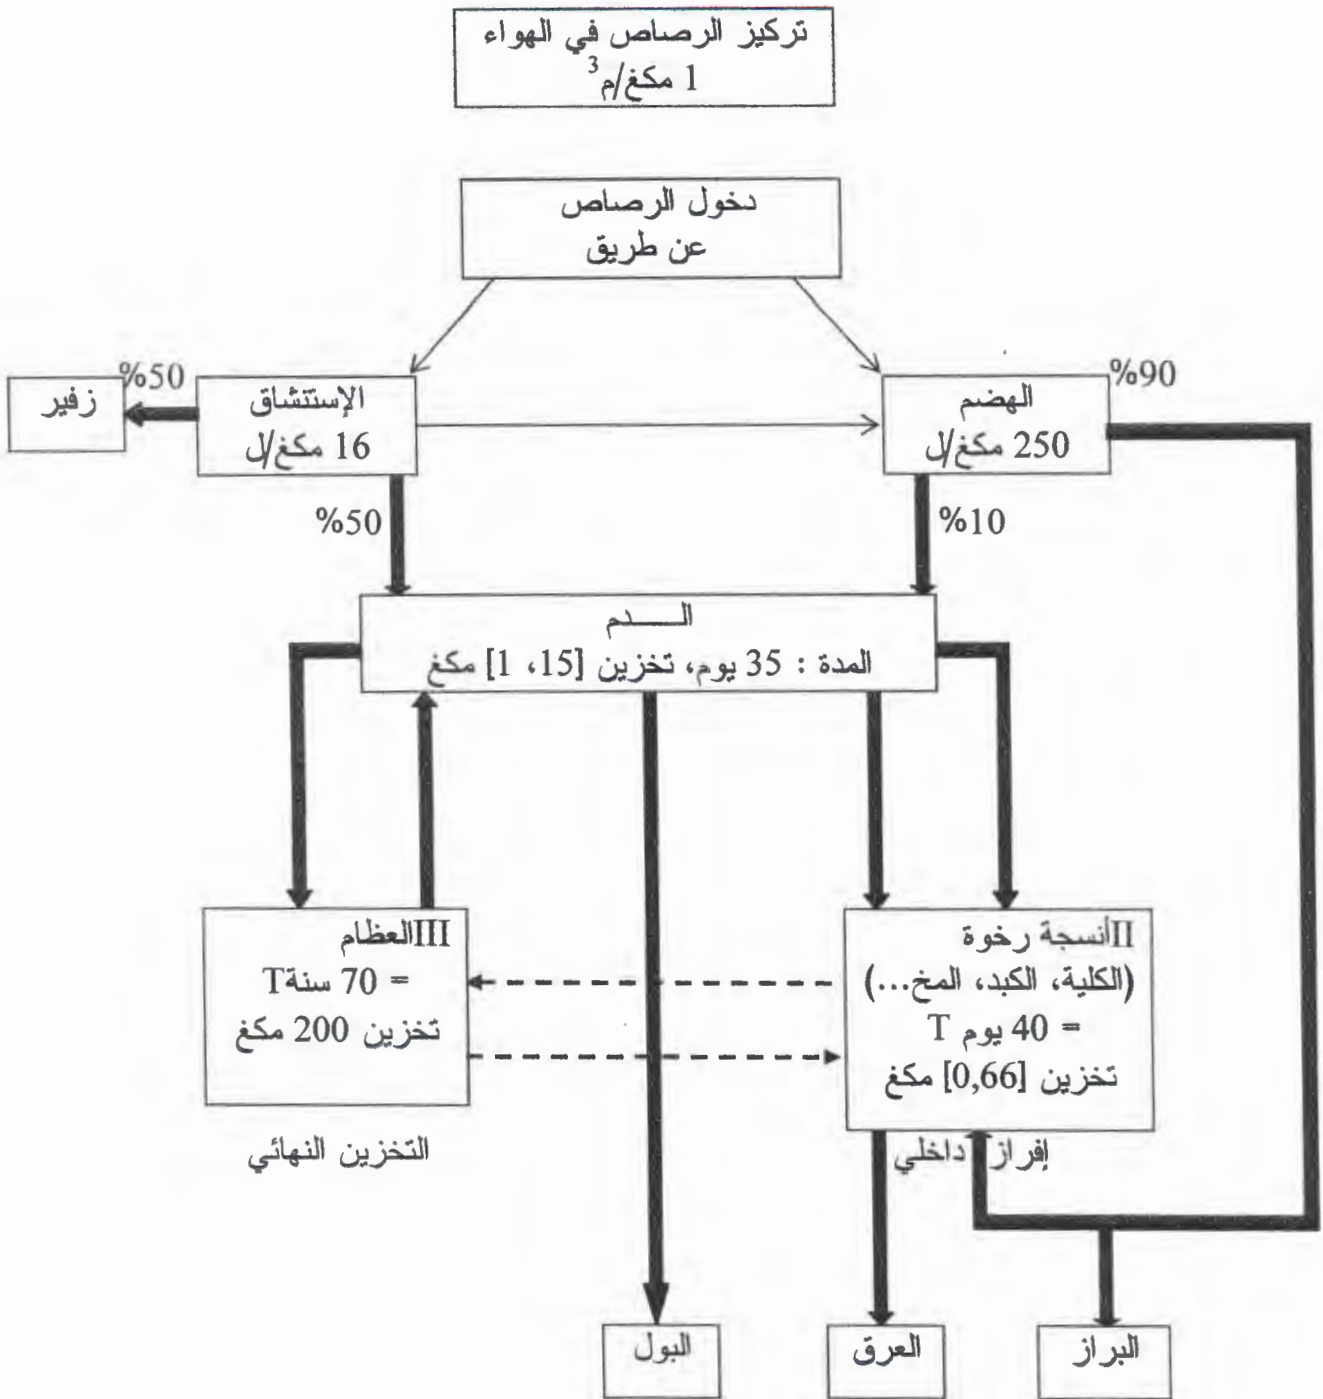 تركيز الرصاص في الهواء
1 مكغ/م³
دخول الرصاص
عن طريق
%90
الهضم
250 مكغ/ل
الإستنشاق
16 مكغ/ل
%50
زفير
%10
%50
الــــدم
المدة : 35 يوم، تخزين [15، 1] مكغ
IIأنسجة رخوة
(الكلية، الكبد، المخ...)
= 40 يوم T
تخزين [0,66] مكغ
IIIالعظام
= 70 سنةT
تخزين 200 مكغ
إفراز داخلي
التخزين النهائي
البراز
العرق
البول